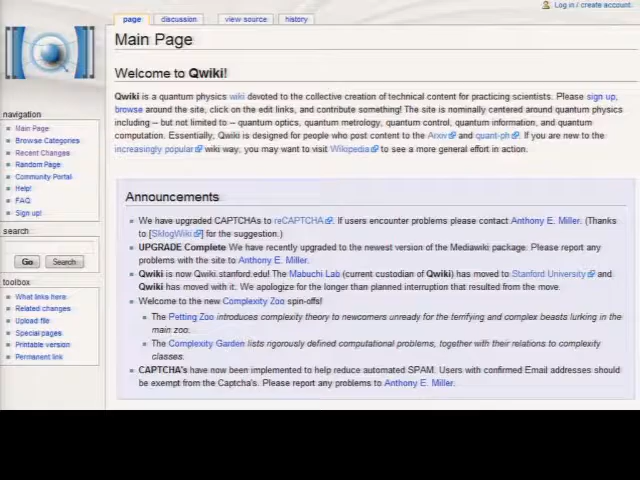 Log in / create account
page
discussion
view source
history
Main Page
Welcome to Qwiki!
Qwiki is a quantum physics wiki devoted to the collective creation of technical content for practicing scientists. Please sign up,
browse around the site, click on the edit links, and contribute something! The site is nominally centered around quantum physics
including -- but not limited to -- quantum optics, quantum metrology, quantum control, quantum information, and quantum
computation. Essentially, Qwiki is designed for people who post content to the Arxiv and quant-ph. If you are new to the
increasingly popular wiki way, you may want to visit Wikipedia to see a more general effort in action.
navigation
Main Page
Browse Categories
Recent Changes
Random Page
Community Portal
Help!
FAQ
Sign up!
search
Go Search
toolbox
What links here
Related changes
Upload file
Special pages
Printable version
Permanent link
Announcements
We have upgraded CAPTCHAs to reCAPTCHA. If users encounter problems please contact Anthony E. Miller. (Thanks
to [SklogWiki] for the suggestion.)
UPGRADE Complete We have recently upgraded to the newest version of the Mediawiki package. Please report any
problems with the site to Anthony E. Miller.
Qwiki is now Qwiki.stanford.edu! The Mabuchi Lab (current custodian of Qwiki) has moved to Stanford University and
Qwiki has moved with it. We apologize for the longer than planned interruption that resulted from the move.
Welcome to the new Complexity Zoo spin-offs!
The Petting Zoo introduces complexity theory to newcomers unready for the terrifying and complex beasts lurking in the
main zoo.
The Complexity Garden lists rigorously defined computational problems, together with their relations to complexity
classes.
CAPTCHA's have now been implemented to help reduce automated SPAM. Users with confirmed Email addresses should
be exempt from the Captcha's. Please report any problems to Anthony E. Miller.